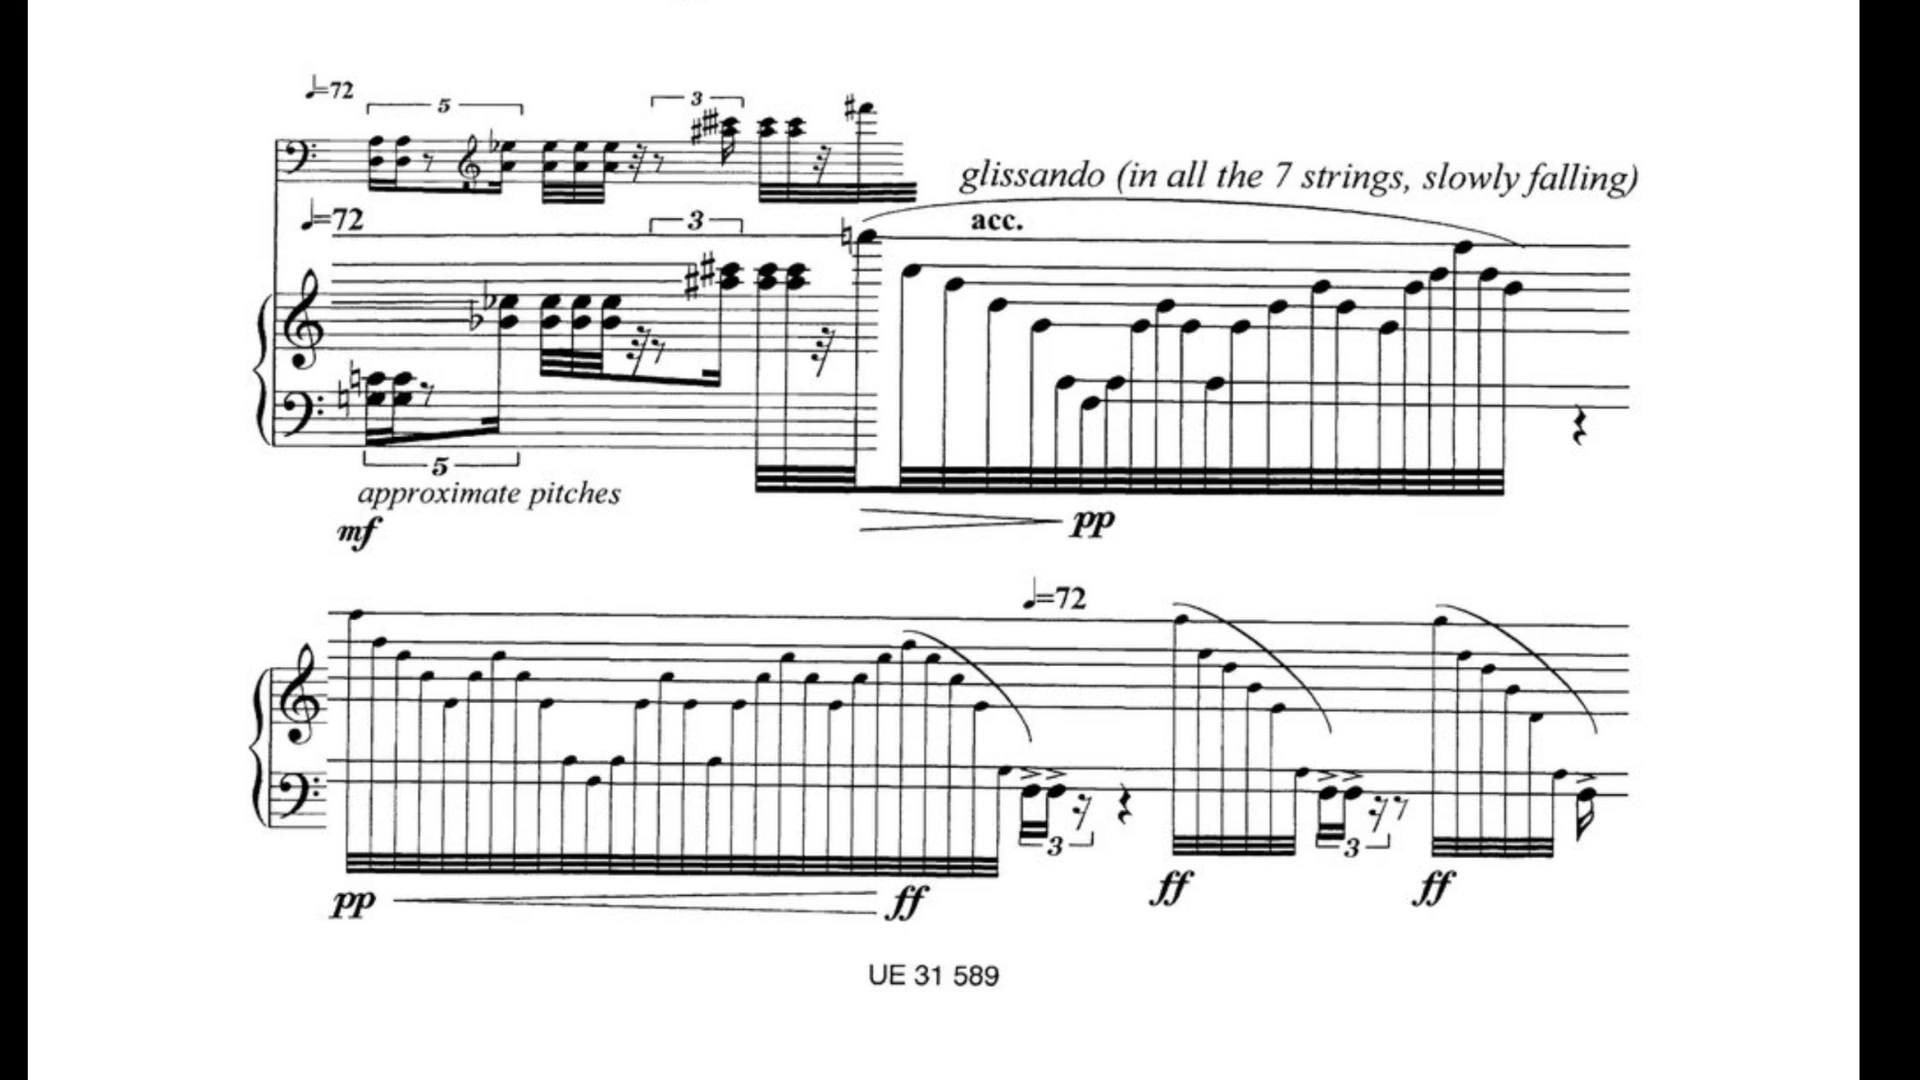 ♩=72
5
3
glissando (in all the 7 strings, slowly falling)
♩=72
3
acc.
5
approximate pitches
mf
pp
♩=72
3
3
pp
ff
ff
ff
UE 31 589